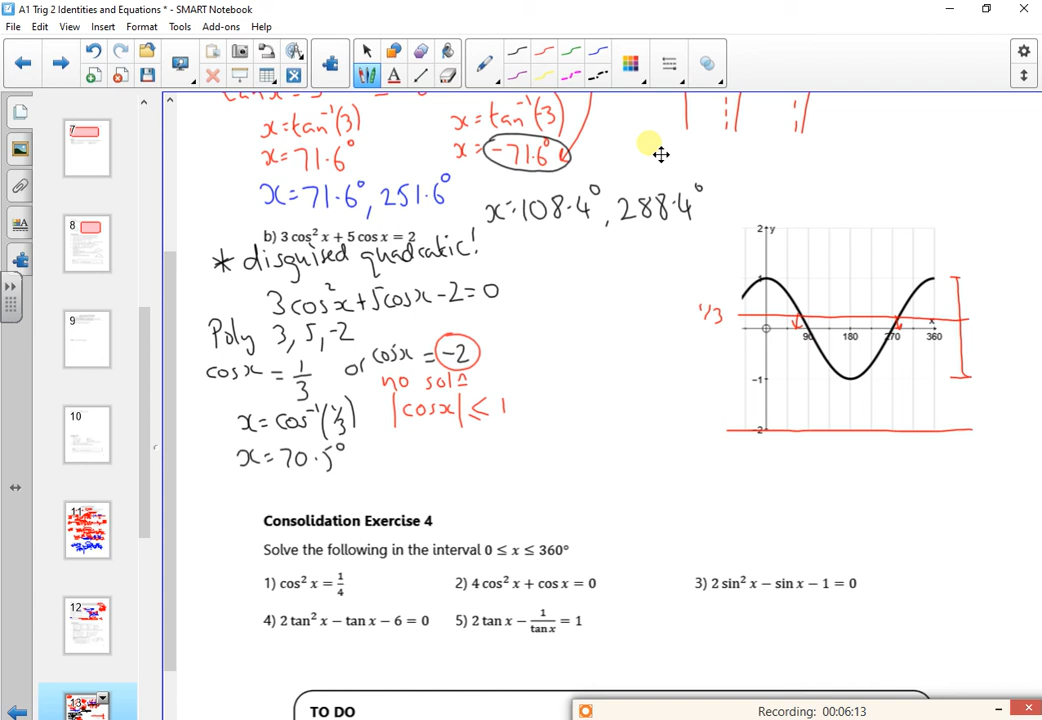 A1 Trig 2 Identities and Equations * - SMART Notebook
File Edit View Insert Format Tools Add-ons Help
7
8
9
10
11
12
13
x = tan⁻¹(3)
x = tan⁻¹(-3)
x = 71.6°
x = -71.6°
x = 71.6°, 251.6°
x = 108.4°, 288.4°
b) 3 cos² x + 5 cos x = 2
* disguised quadratic!
3cos²x + 5cosx - 2 = 0
Poly 3, 5, -2
cosx = 1/3 or cosx = -2
no solⁿ
x = cos⁻¹(1/3)
|cosx| ≤ 1
x = 70.5°
2 y
1
1/3
x
90 180 270 360
-1
-2
Consolidation Exercise 4
Solve the following in the interval 0 ≤ x ≤ 360°
1) cos² x = 1/4 2) 4 cos² x + cos x = 0 3) 2 sin² x − sin x − 1 = 0
4) 2 tan² x − tan x − 6 = 0 5) 2 tan x − 1/tan x = 1
TO DO
Recording: 00:06:13